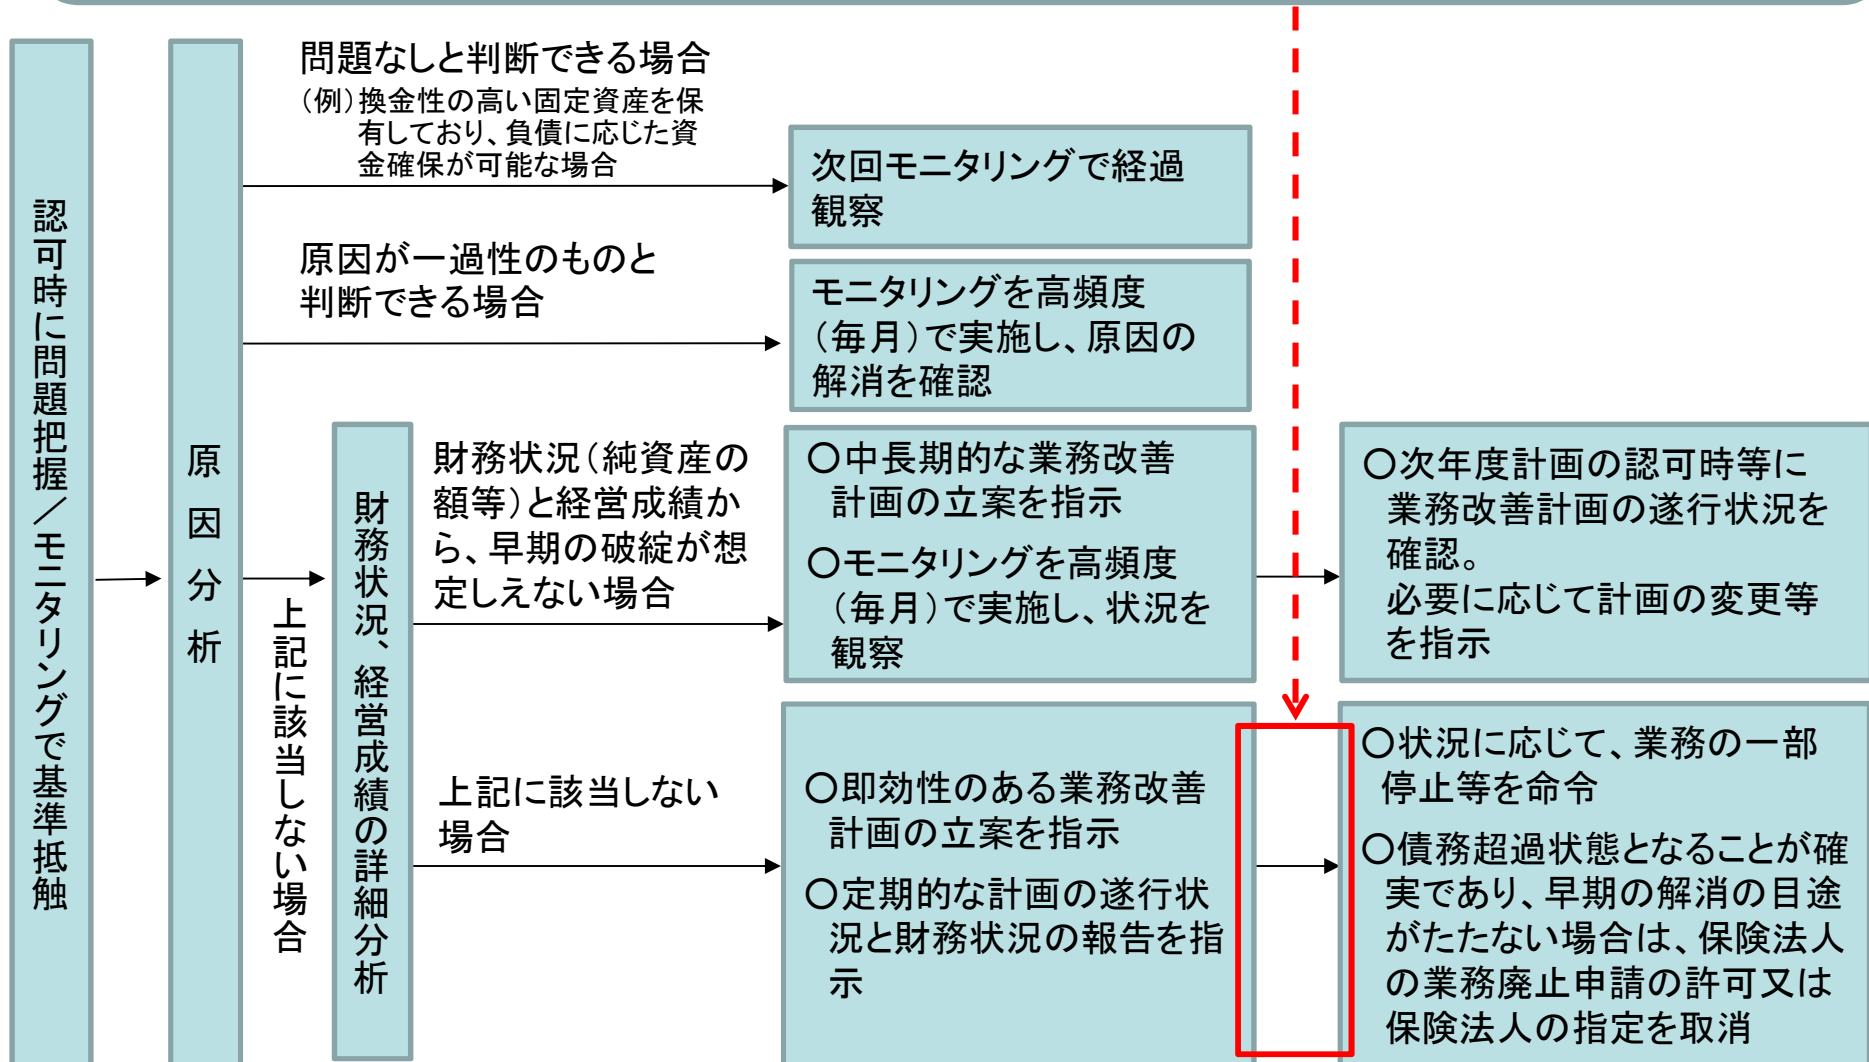 認可時に問題把握／モニタリングで基準抵触
原因分析
問題なしと判断できる場合
（例）換金性の高い固定資産を保
有しており、負債に応じた資
金確保が可能な場合
次回モニタリングで経過
観察
原因が一過性のものと
判断できる場合
モニタリングを高頻度
（毎月）で実施し、原因の
解消を確認
上記に該当しない場合
財務状況、経営成績の詳細分析
財務状況（純資産の
額等）と経営成績か
ら、早期の破綻が想
定しえない場合
○中長期的な業務改善
計画の立案を指示
○モニタリングを高頻度
（毎月）で実施し、状況を
観察
○次年度計画の認可時等に
業務改善計画の遂行状況を
確認。
必要に応じて計画の変更等
を指示
上記に該当しない
場合
○即効性のある業務改善
計画の立案を指示
○定期的な計画の遂行状
況と財務状況の報告を指
示
○状況に応じて、業務の一部
停止等を命令
○債務超過状態となることが確
実であり、早期の解消の目途
がたたない場合は、保険法人
の業務廃止申請の許可又は
保険法人の指定を取消